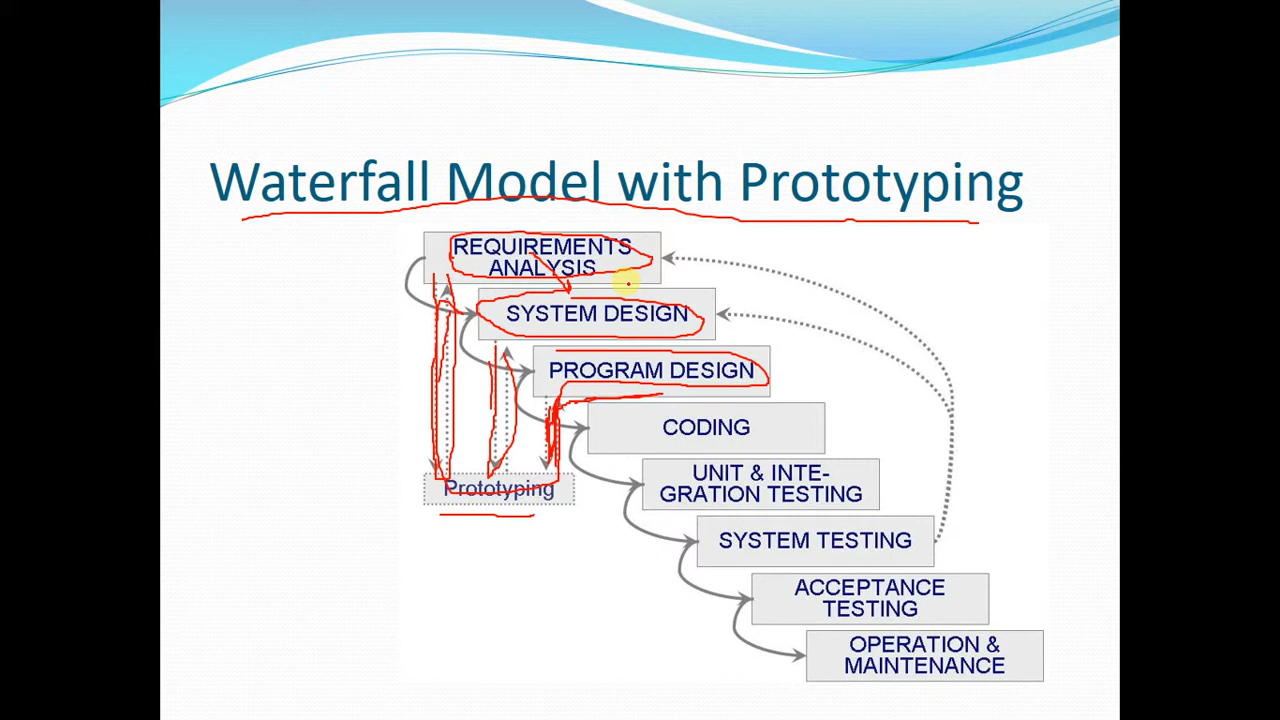 Waterfall Model with Prototyping
REQUIREMENTS
ANALYSIS
SYSTEM DESIGN
PROGRAM DESIGN
CODING
UNIT & INTE-
GRATION TESTING
Prototyping
SYSTEM TESTING
ACCEPTANCE
TESTING
OPERATION &
MAINTENANCE